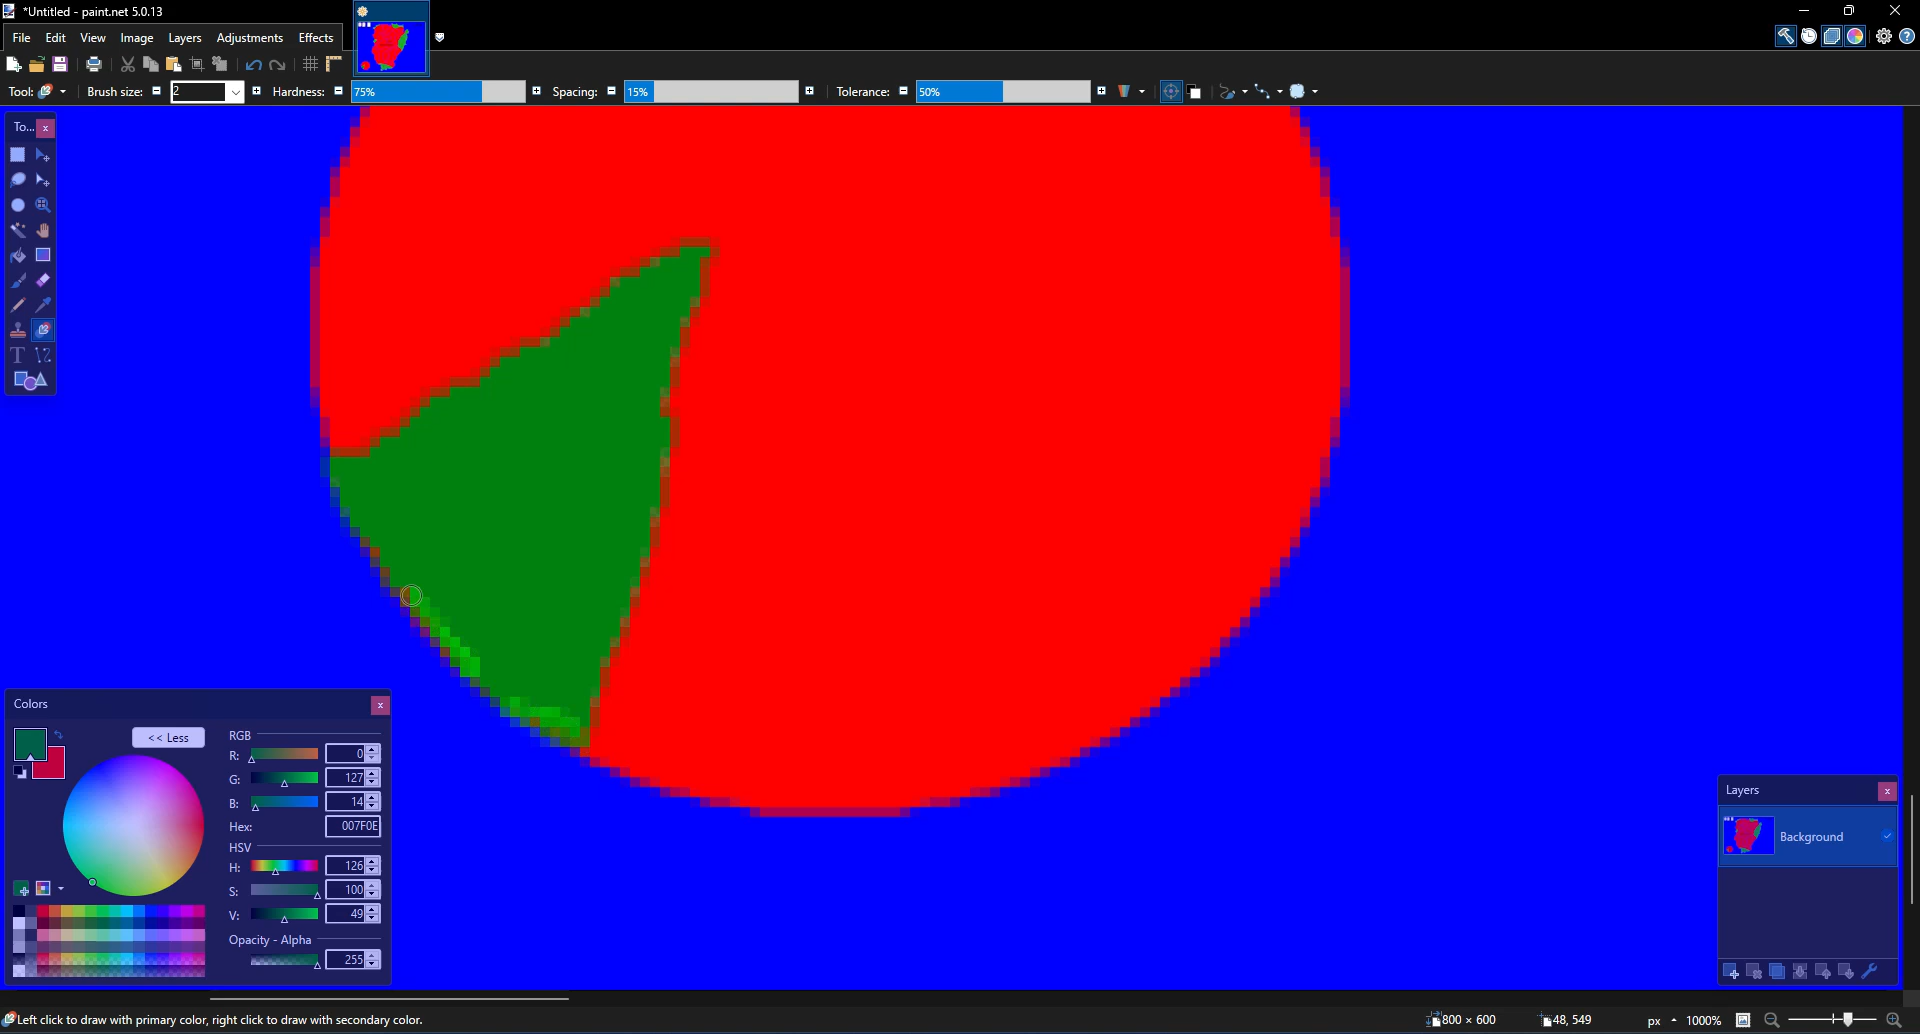 *Untitled - paint.net 5.0.13
File Edit View Image Layers Adjustments Effects
Tool: Brush size: 2 Hardness: 75% Spacing: 15% Tolerance: 50%
To...
Colors
<< Less
RGB
R: 0
G: 127
B: 14
Hex: 007F0E
HSV
H: 126
S: 100
V: 49
Opacity - Alpha
255
Layers
Background
Left click to draw with primary color, right click to draw with secondary color.
800 × 600
48, 549
px
1000%